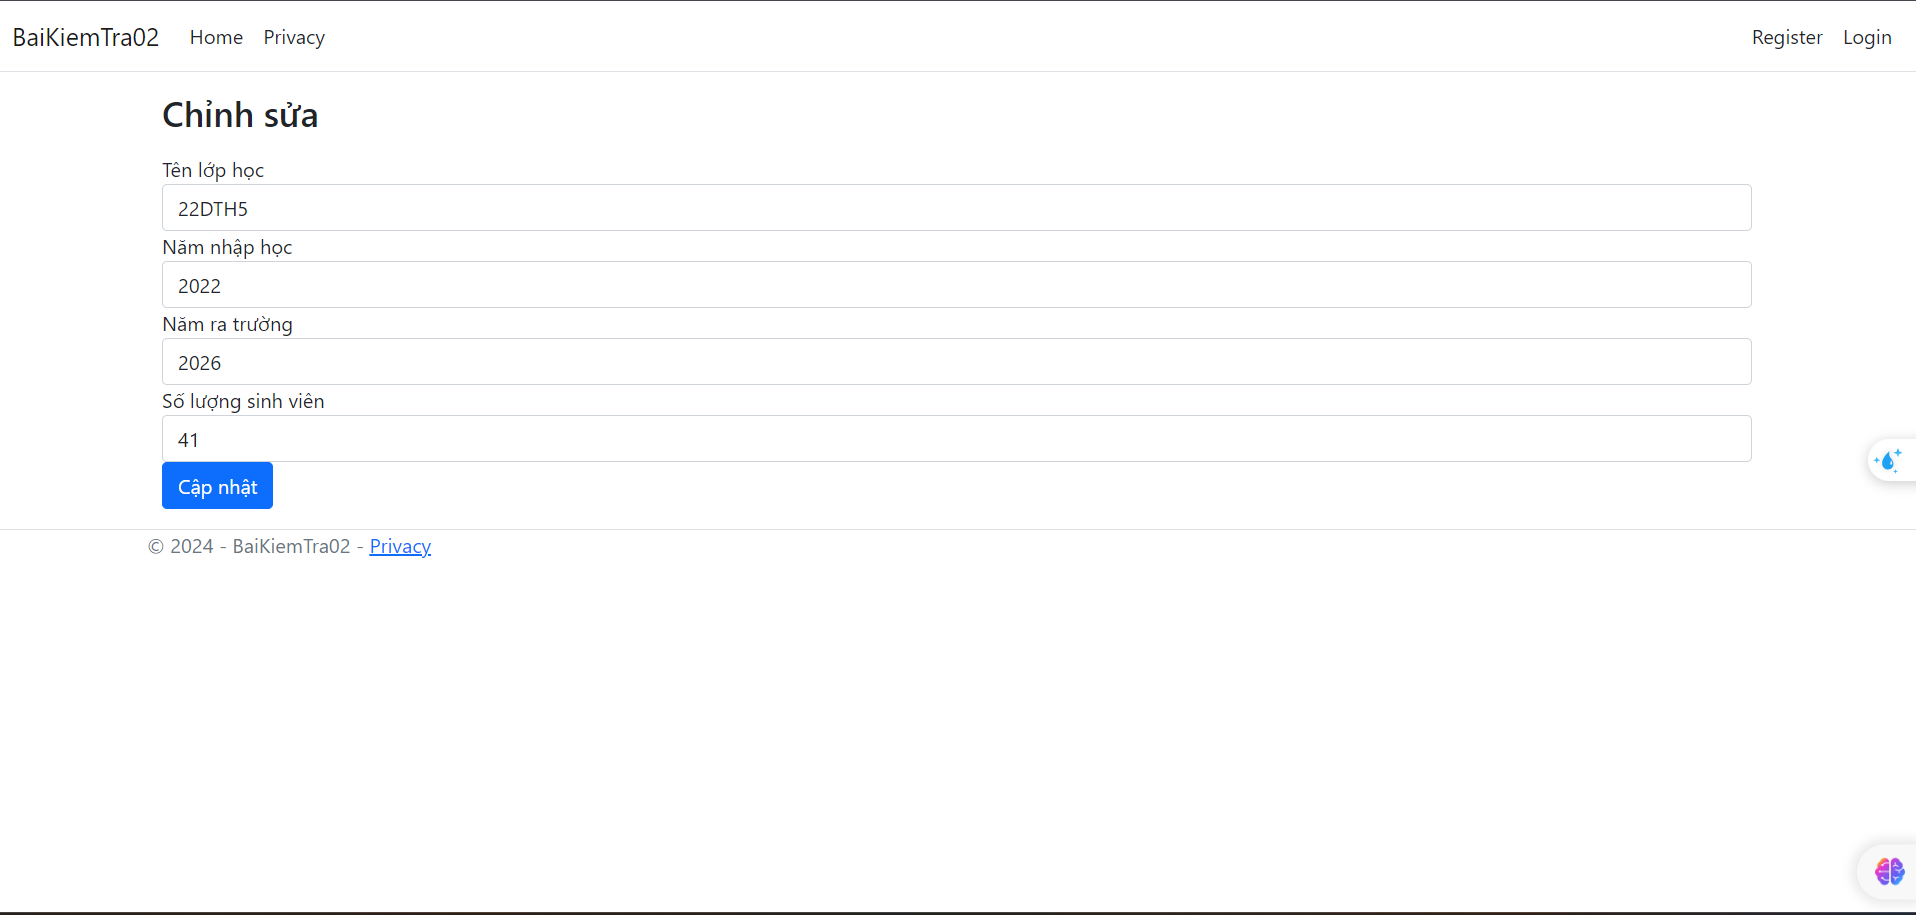 BaiKiemTra02 Home Privacy Register Login
Chỉnh sửa
Tên lớp học
22DTH5
Năm nhập học
2022
Năm ra trường
2026
Số lượng sinh viên
41
Cập nhật
© 2024 - BaiKiemTra02 - Privacy